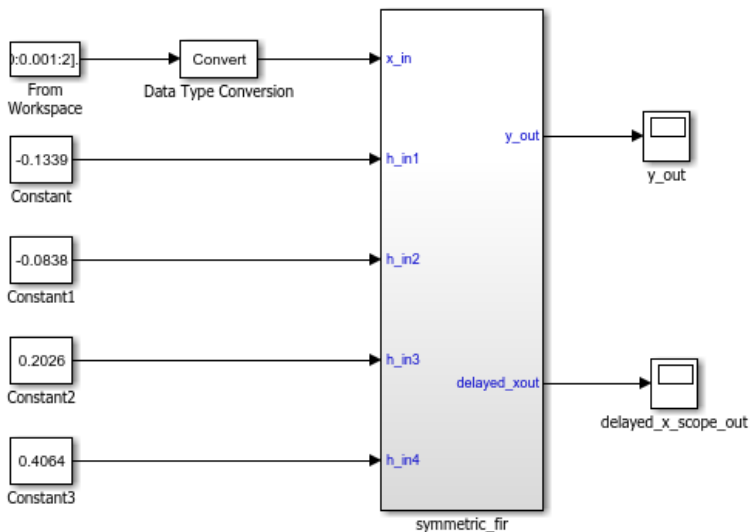 ):0.001:2].
Convert
x_in
From
Workspace
Data Type Conversion
y_out
y_out
-0.1339
h_in1
Constant
-0.0838
h_in2
Constant1
0.2026
h_in3
Constant2
delayed_xout
delayed_x_scope_out
0.4064
h_in4
Constant3
symmetric_fir